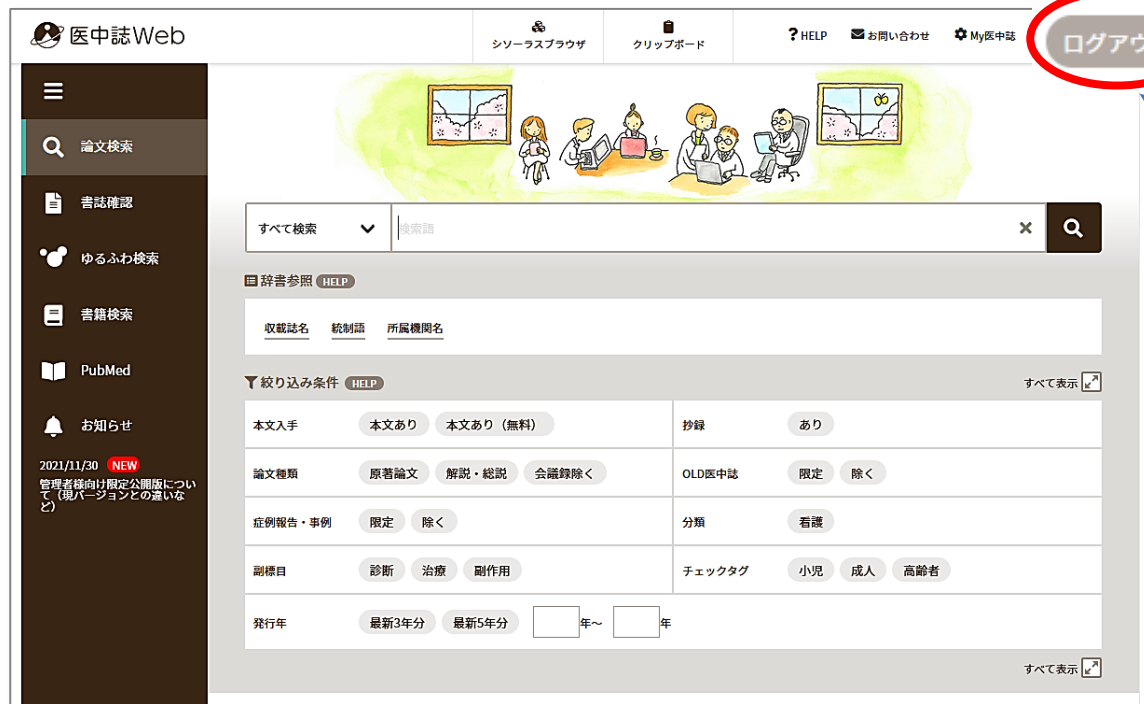 医中誌Web
シソーラスブラウザ
クリップボード
HELP
お問い合わせ
My医中誌
ログアウ
論文検索
書誌確認
ゆるふわ検索
書籍検索
PubMed
お知らせ
2021/11/30 NEW
管理者様向け限定公開版につい
て（現バージョンとの違いな
ど）
すべて検索
検索語
辞書参照 HELP
収載誌名 統制語 所属機関名
絞り込み条件 HELP
すべて表示
本文入手 本文あり 本文あり（無料） 抄録 あり
論文種類 原著論文 解説・総説 会議録除く OLD医中誌 限定 除く
症例報告・事例 限定 除く 分類 看護
副標目 診断 治療 副作用 チェックタグ 小児 成人 高齢者
発行年 最新3年分 最新5年分 年～ 年
すべて表示